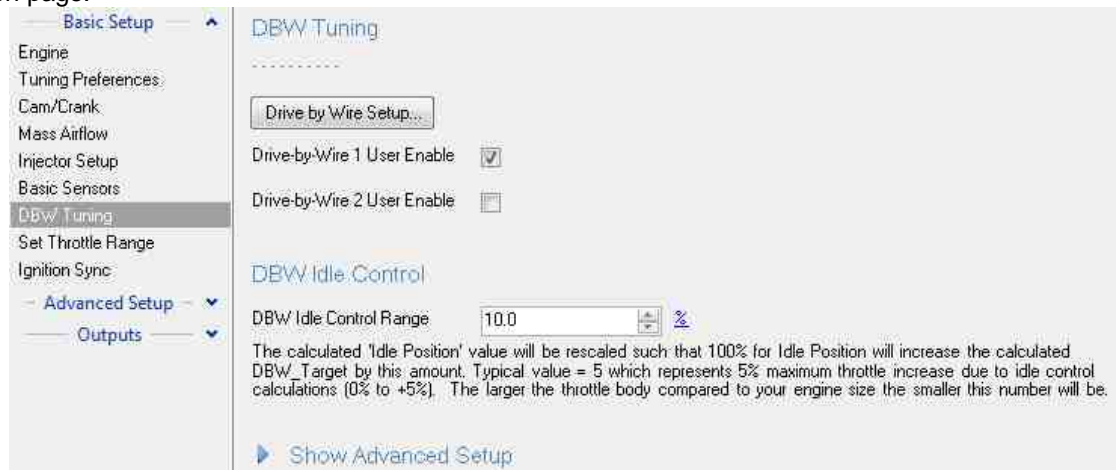 Basic Setup
Engine
Tuning Preferences
Cam/Crank
Mass Airflow
Injector Setup
Basic Sensors
DBW Tuning
Set Throttle Range
Ignition Sync
Advanced Setup
Outputs
DBW Tuning
----------
Drive by Wire Setup...
Drive-by-Wire 1 User Enable
Drive-by-Wire 2 User Enable
DBW Idle Control
DBW Idle Control Range 10.0 %
The calculated 'Idle Position' value will be rescaled such that 100% for Idle Position will increase the calculated
DBW_Target by this amount. Typical value = 5 which represents 5% maximum throttle increase due to idle control
calculations (0% to +5%). The larger the throttle body compared to your engine size the smaller this number will be.
Show Advanced Setup